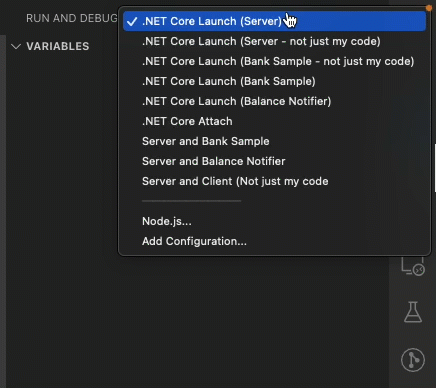 RUN AND DEBUG
VARIABLES
.NET Core Launch (Server)
.NET Core Launch (Server - not just my code)
.NET Core Launch (Bank Sample - not just my code)
.NET Core Launch (Bank Sample)
.NET Core Launch (Balance Notifier)
.NET Core Attach
Server and Bank Sample
Server and Balance Notifier
Server and Client (Not just my code
Node.js...
Add Configuration...